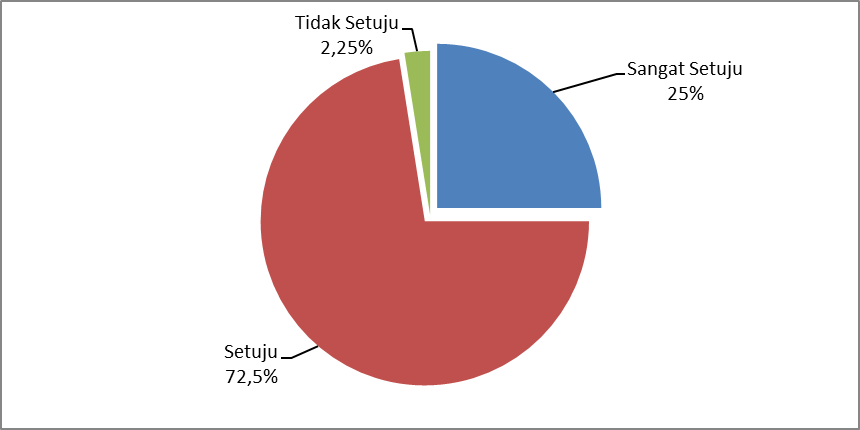 Tidak Setuju
2,25%
Sangat Setuju
25%
Setuju
72,5%